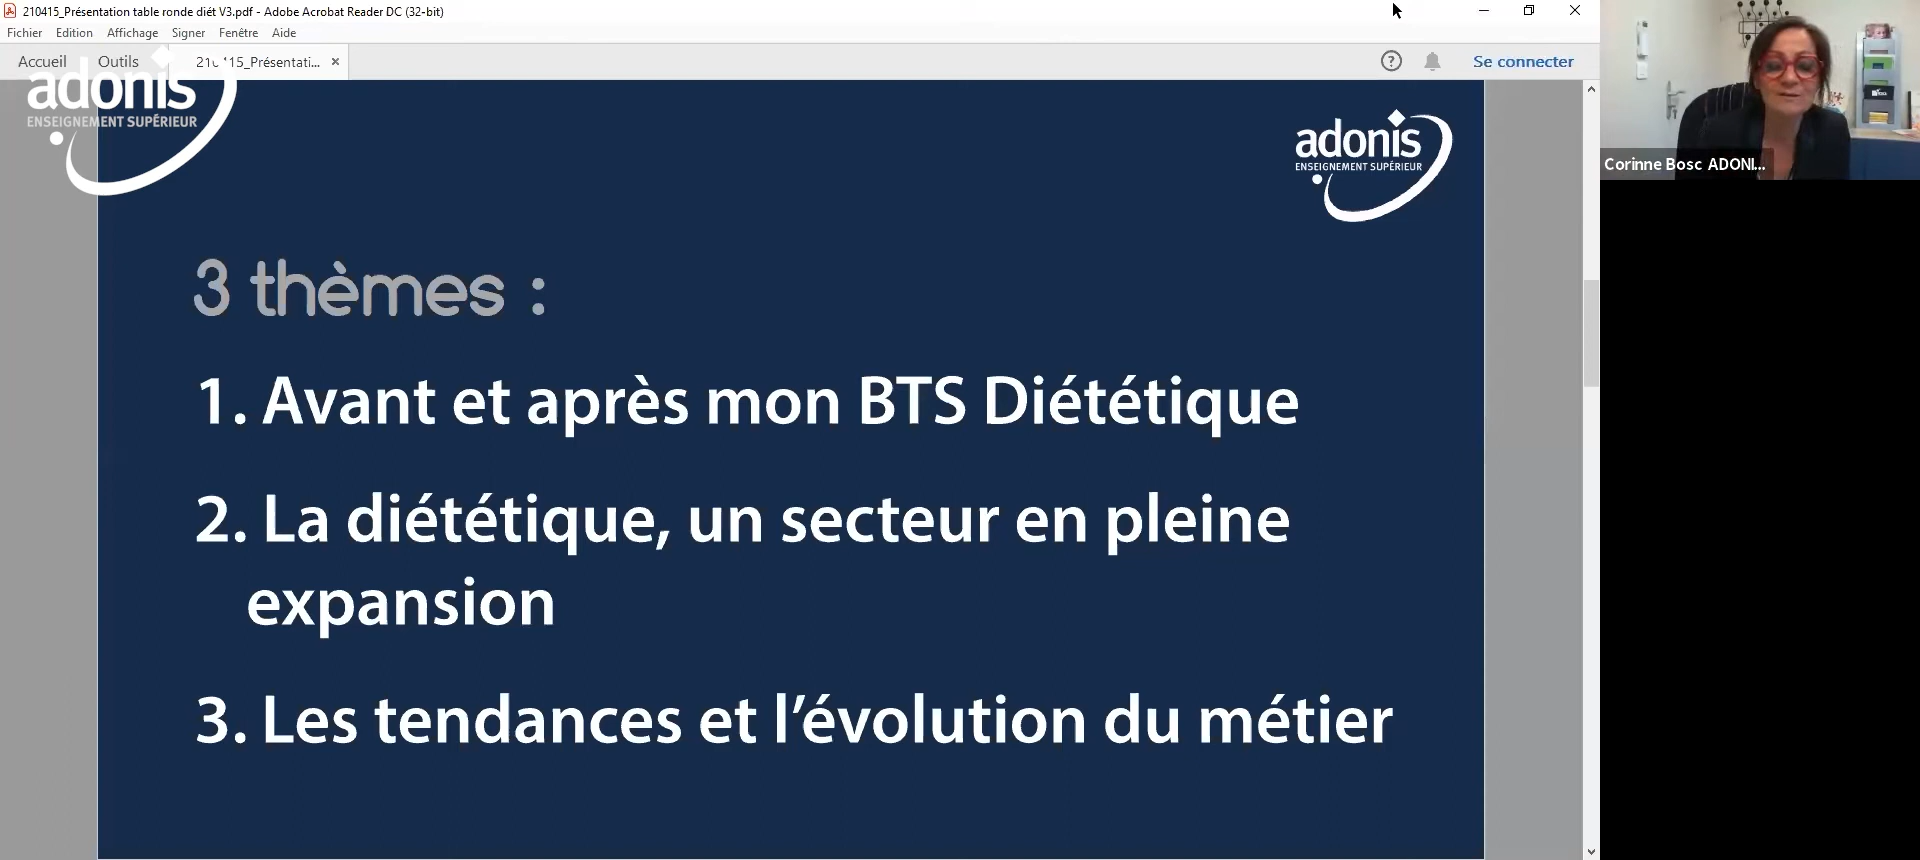 210415_Présentation table ronde diét V3.pdf - Adobe Acrobat Reader DC (32-bit)
Fichier Edition Affichage Signer Fenêtre Aide
Accueil Outils 210415_Présentati... ×
? Se connecter
adonis
ENSEIGNEMENT SUPÉRIEUR
adonis
ENSEIGNEMENT SUPÉRIEUR
Corinne Bosc ADONI...
3 thèmes :
1. Avant et après mon BTS Diététique
2. La diététique, un secteur en pleine
expansion
3. Les tendances et l’évolution du métier